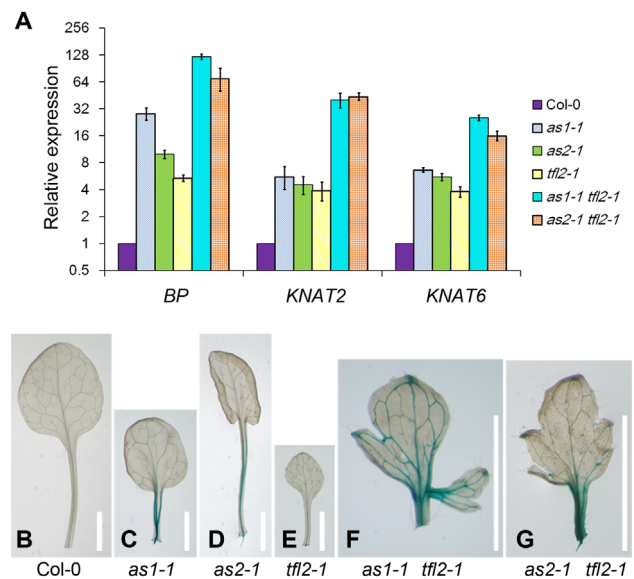 A
Relative expression
256
128
64
32
16
8
4
2
1
0.5
BP
KNAT2
KNAT6
Col-0
as1-1
as2-1
tfl2-1
as1-1 tfl2-1
as2-1 tfl2-1
B
C
D
E
F
G
Col-0
as1-1
as2-1
tfl2-1
as1-1 tfl2-1
as2-1 tfl2-1